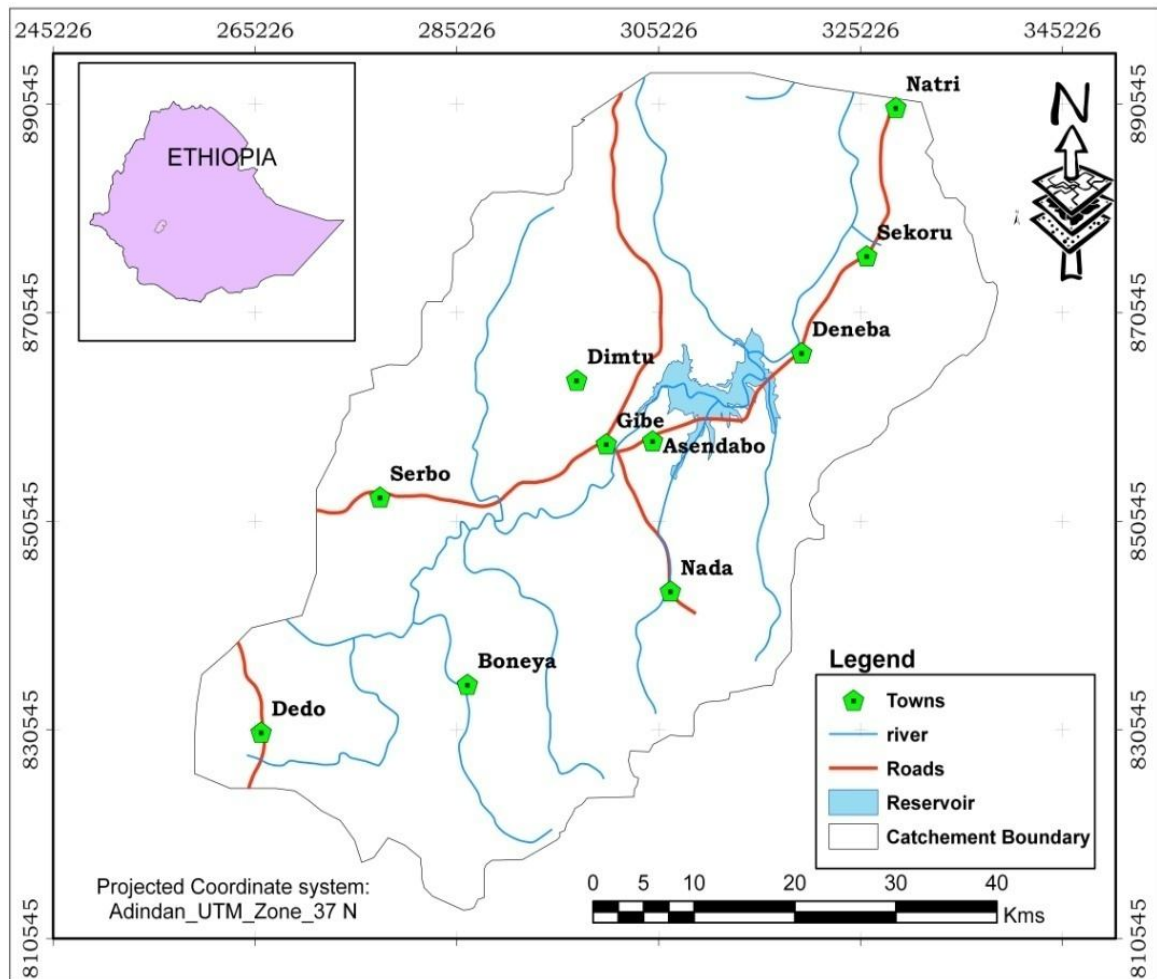 245226 265226 285226 305226 325226 345226
890545 890545
870545 870545
850545 850545
830545 830545
810545 810545
ETHIOPIA
N
Natri
Sekoru
Deneba
Dimtu
Gibe
Asendabo
Serbo
Nada
Boneya
Dedo
Legend
Towns
river
Roads
Reservoir
Catchement Boundary
Projected Coordinate system:
Adindan_UTM_Zone_37 N
0 5 10 20 30 40
Kms